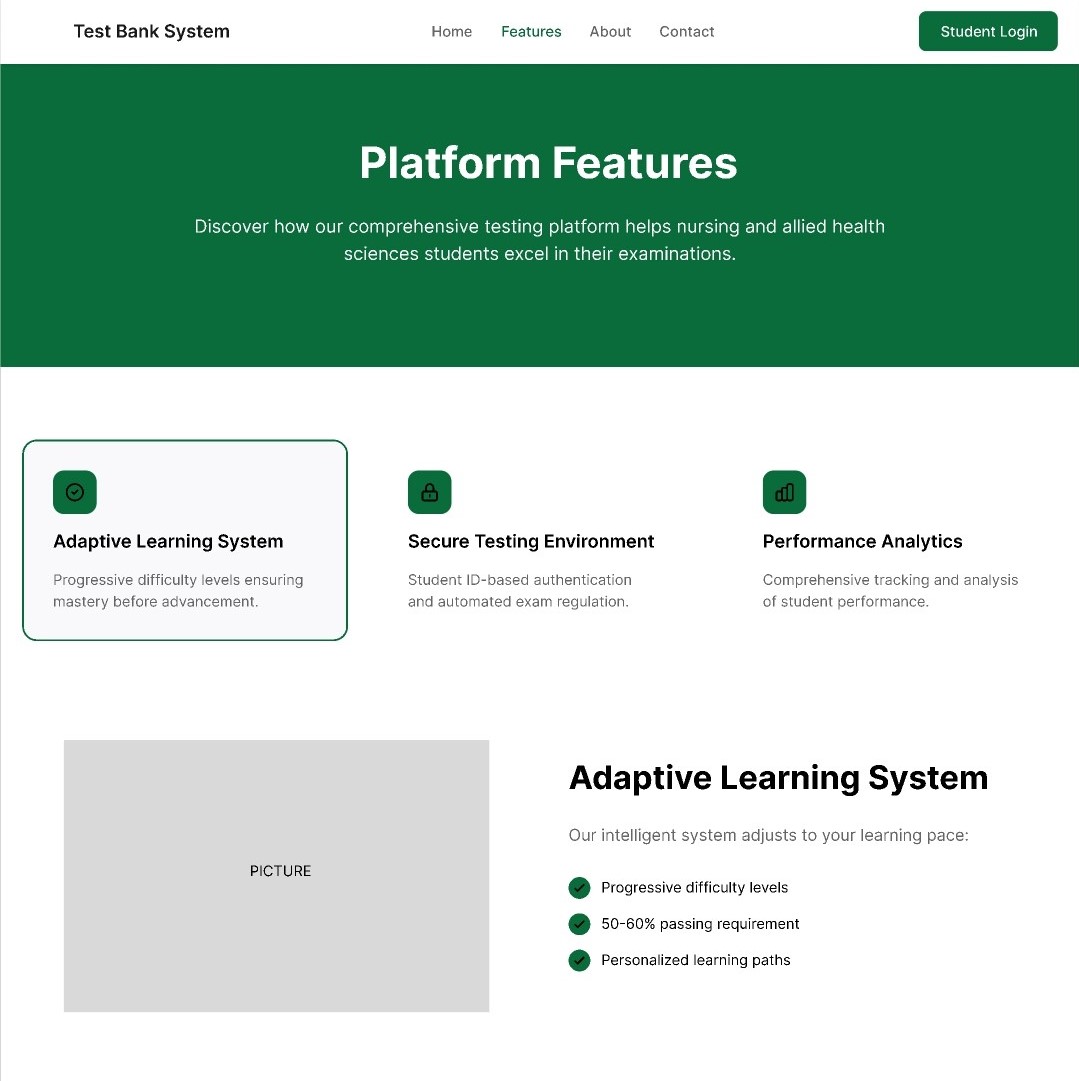 Test Bank System
Home
Features
About
Contact
Student Login
Platform Features
Discover how our comprehensive testing platform helps nursing and allied health
sciences students excel in their examinations.
Adaptive Learning System
Progressive difficulty levels ensuring
mastery before advancement.
Secure Testing Environment
Student ID-based authentication
and automated exam regulation.
Performance Analytics
Comprehensive tracking and analysis
of student performance.
PICTURE
Adaptive Learning System
Our intelligent system adjusts to your learning pace:
Progressive difficulty levels
50-60% passing requirement
Personalized learning paths